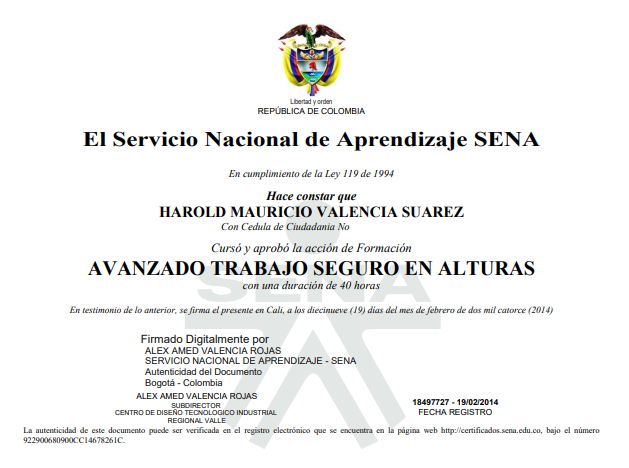 Libertad y orden
REPÚBLICA DE COLOMBIA
El Servicio Nacional de Aprendizaje SENA
En cumplimiento de la Ley 119 de 1994
Hace constar que
HAROLD MAURICIO VALENCIA SUAREZ
Con Cedula de Ciudadania No
Cursó y aprobó la acción de Formación
AVANZADO TRABAJO SEGURO EN ALTURAS
SENA
con una duración de 40 horas
En testimonio de lo anterior, se firma el presente en Cali, a los diecinueve (19) días del mes de febrero de dos mil catorce (2014)
Firmado Digitalmente por
ALEX AMED VALENCIA ROJAS
SERVICIO NACIONAL DE APRENDIZAJE - SENA
Autenticidad del Documento
Bogotá - Colombia
ALEX AMED VALENCIA ROJAS
SUBDIRECTOR
CENTRO DE DISEÑO TECNOLOGICO INDUSTRIAL
REGIONAL VALLE
18497727 - 19/02/2014
FECHA REGISTRO
La autenticidad de este documento puede ser verificada en el registro electrónico que se encuentra en la página web http://certificados.sena.edu.co, bajo el número
922900680900CC14678261C.